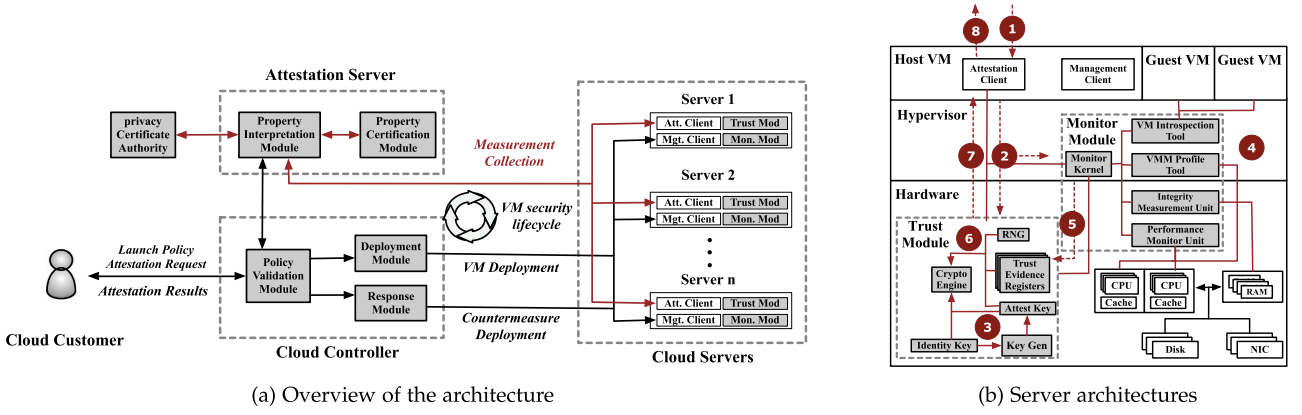 Attestation Server
privacy
Certificate
Authority
Property
Interpretation
Module
Property
Certification
Module
Measurement
Collection
VM security
lifecycle
Launch Policy
Attestation Request
Attestation Results
Policy
Validation
Module
Deployment
Module
Response
Module
VM Deployment
Countermeasure
Deployment
Cloud Customer
Cloud Controller
Server 1
Att. Client
Trust Mod
Mgt. Client
Mon. Mod
Server 2
Att. Client
Trust Mod
Mgt. Client
Mon. Mod
Server n
Att. Client
Trust Mod
Mgt. Client
Mon. Mod
Cloud Servers
(a) Overview of the architecture
8
1
Host VM
Attestation
Client
Management
Client
Guest VM
Guest VM
Hypervisor
Monitor
Module
VM Introspection
Tool
4
7
2
Monitor
Kernel
VMM Profile
Tool
Hardware
Integrity
Measurement Unit
Trust
Module
6
RNG
5
Performance
Monitor Unit
Crypto
Engine
Trust
Evidence
Registers
CPU
Cache
CPU
Cache
RAM
Attest Key
3
Identity Key
Key Gen
Disk
NIC
(b) Server architectures